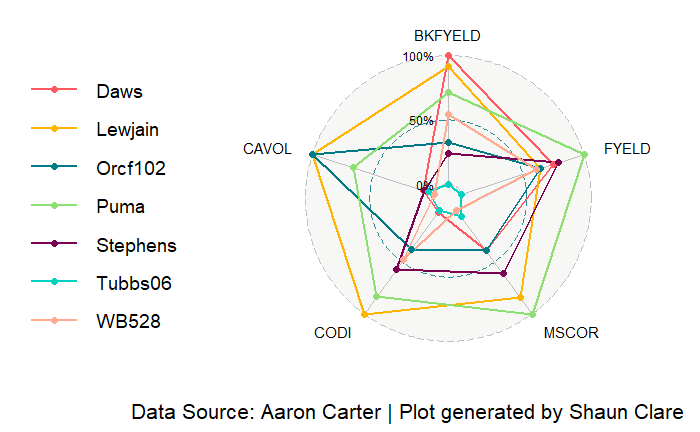 BKFYELD
100%
Daws
Lewjain
50%
CAVOL
FYELD
Orcf102
0%
Puma
Stephens
Tubbs06
WB528
CODI
MSCOR
Data Source: Aaron Carter | Plot generated by Shaun Clare